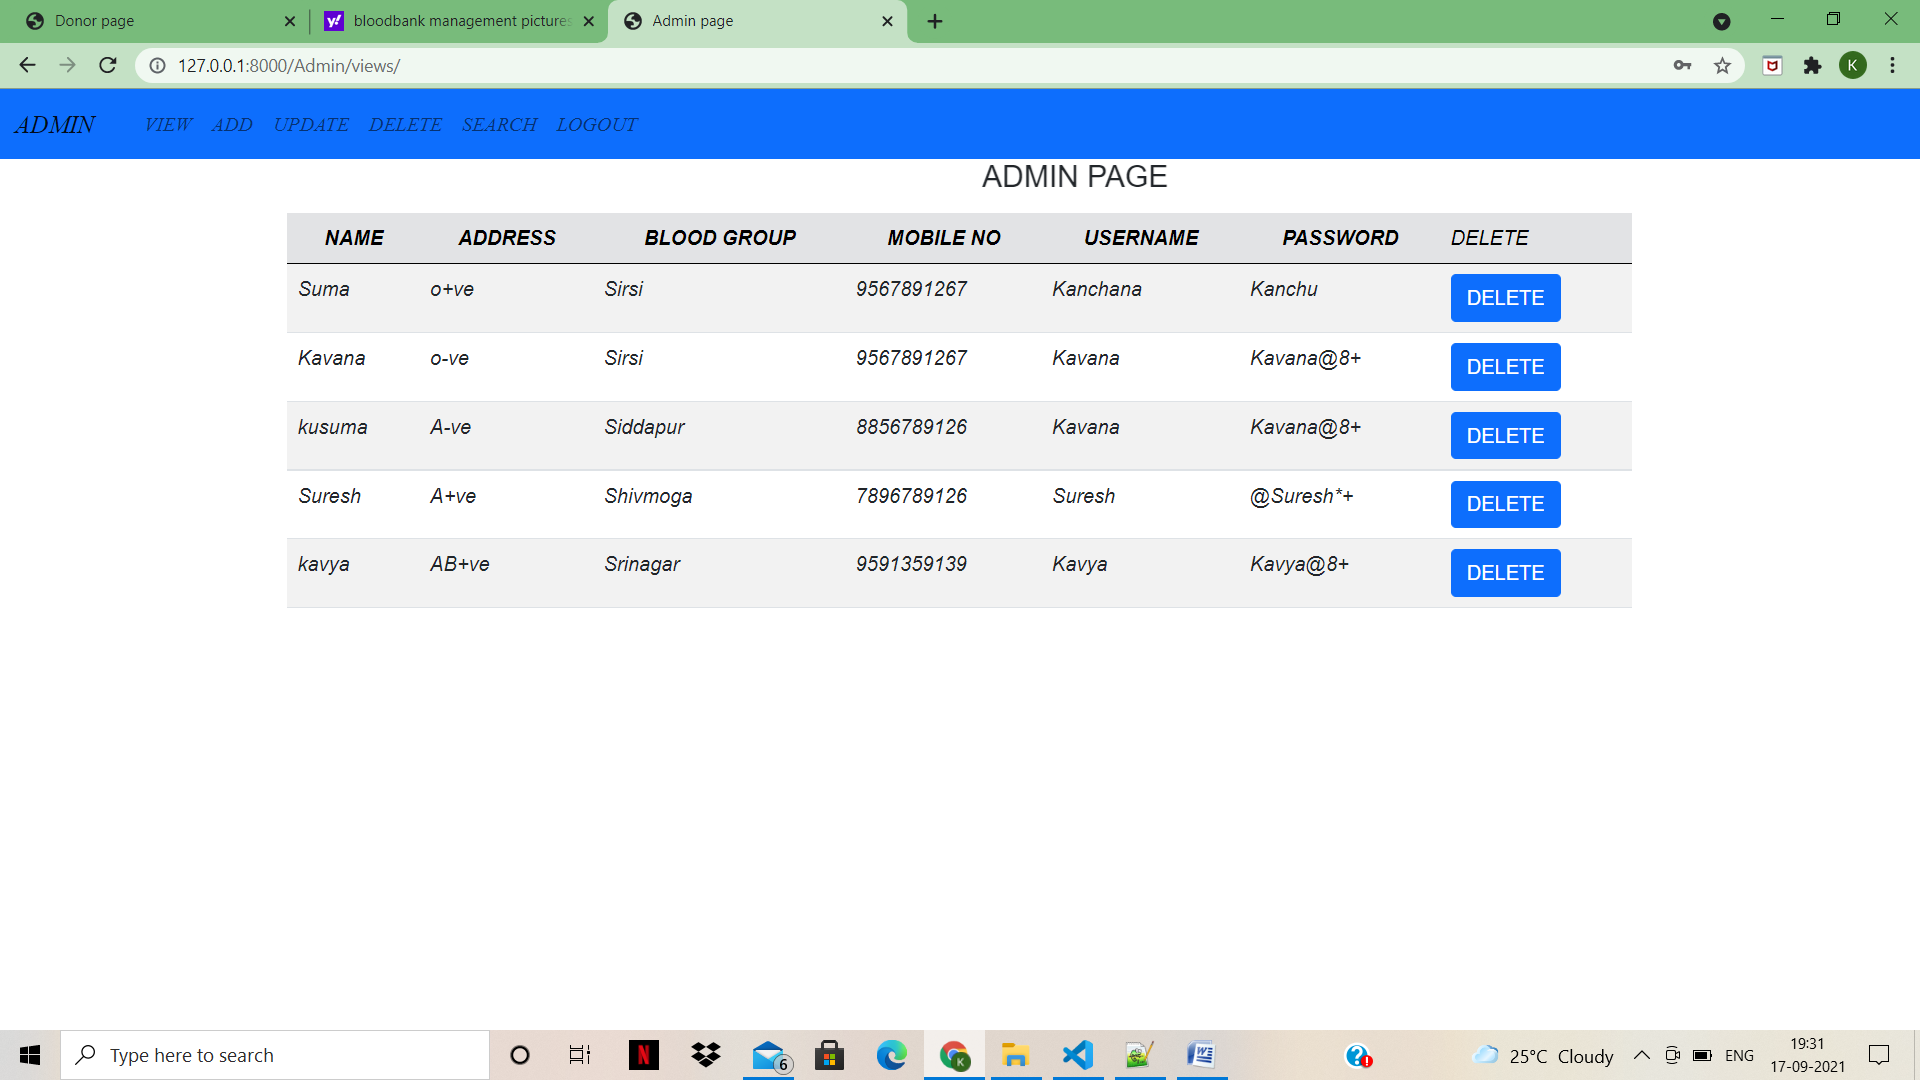 Donor page
bloodbank management pictures
Admin page
127.0.0.1:8000/Admin/views/
K
ADMIN VIEW ADD UPDATE DELETE SEARCH LOGOUT
ADMIN PAGE
NAME ADDRESS BLOOD GROUP MOBILE NO USERNAME PASSWORD DELETE
Suma o+ve Sirsi 9567891267 Kanchana Kanchu DELETE
Kavana o-ve Sirsi 9567891267 Kavana Kavana@8+ DELETE
kusuma A-ve Siddapur 8856789126 Kavana Kavana@8+ DELETE
Suresh A+ve Shivmoga 7896789126 Suresh @Suresh*+ DELETE
kavya AB+ve Srinagar 9591359139 Kavya Kavya@8+ DELETE
Type here to search
6
25°C Cloudy
ENG
19:31
17-09-2021